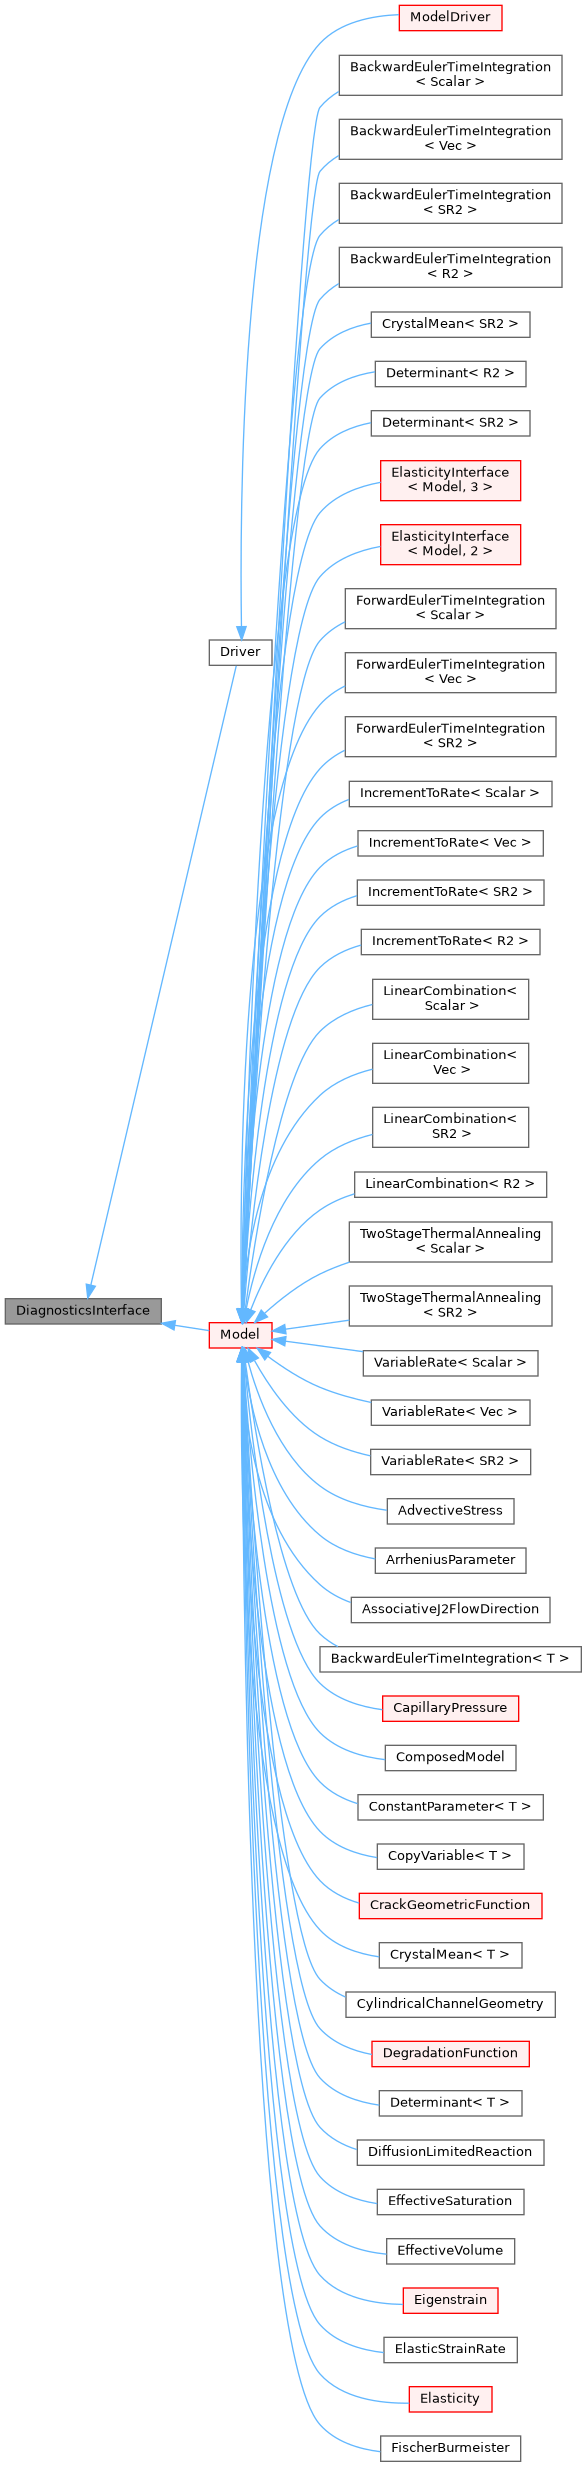 ModelDriver
BackwardEulerTimeIntegration
< Scalar >
BackwardEulerTimeIntegration
< Vec >
BackwardEulerTimeIntegration
< SR2 >
BackwardEulerTimeIntegration
< R2 >
CrystalMean< SR2 >
Determinant< R2 >
Determinant< SR2 >
ElasticityInterface
< Model, 3 >
ElasticityInterface
< Model, 2 >
ForwardEulerTimeIntegration
< Scalar >
Driver
ForwardEulerTimeIntegration
< Vec >
ForwardEulerTimeIntegration
< SR2 >
IncrementToRate< Scalar >
IncrementToRate< Vec >
IncrementToRate< SR2 >
IncrementToRate< R2 >
LinearCombination<
Scalar >
LinearCombination<
Vec >
LinearCombination<
SR2 >
LinearCombination< R2 >
TwoStageThermalAnnealing
< Scalar >
TwoStageThermalAnnealing
< SR2 >
DiagnosticsInterface
Model
VariableRate< Scalar >
VariableRate< Vec >
VariableRate< SR2 >
AdvectiveStress
ArrheniusParameter
AssociativeJ2FlowDirection
BackwardEulerTimeIntegration< T >
CapillaryPressure
ComposedModel
ConstantParameter< T >
CopyVariable< T >
CrackGeometricFunction
CrystalMean< T >
CylindricalChannelGeometry
DegradationFunction
Determinant< T >
DiffusionLimitedReaction
EffectiveSaturation
EffectiveVolume
Eigenstrain
ElasticStrainRate
Elasticity
FischerBurmeister